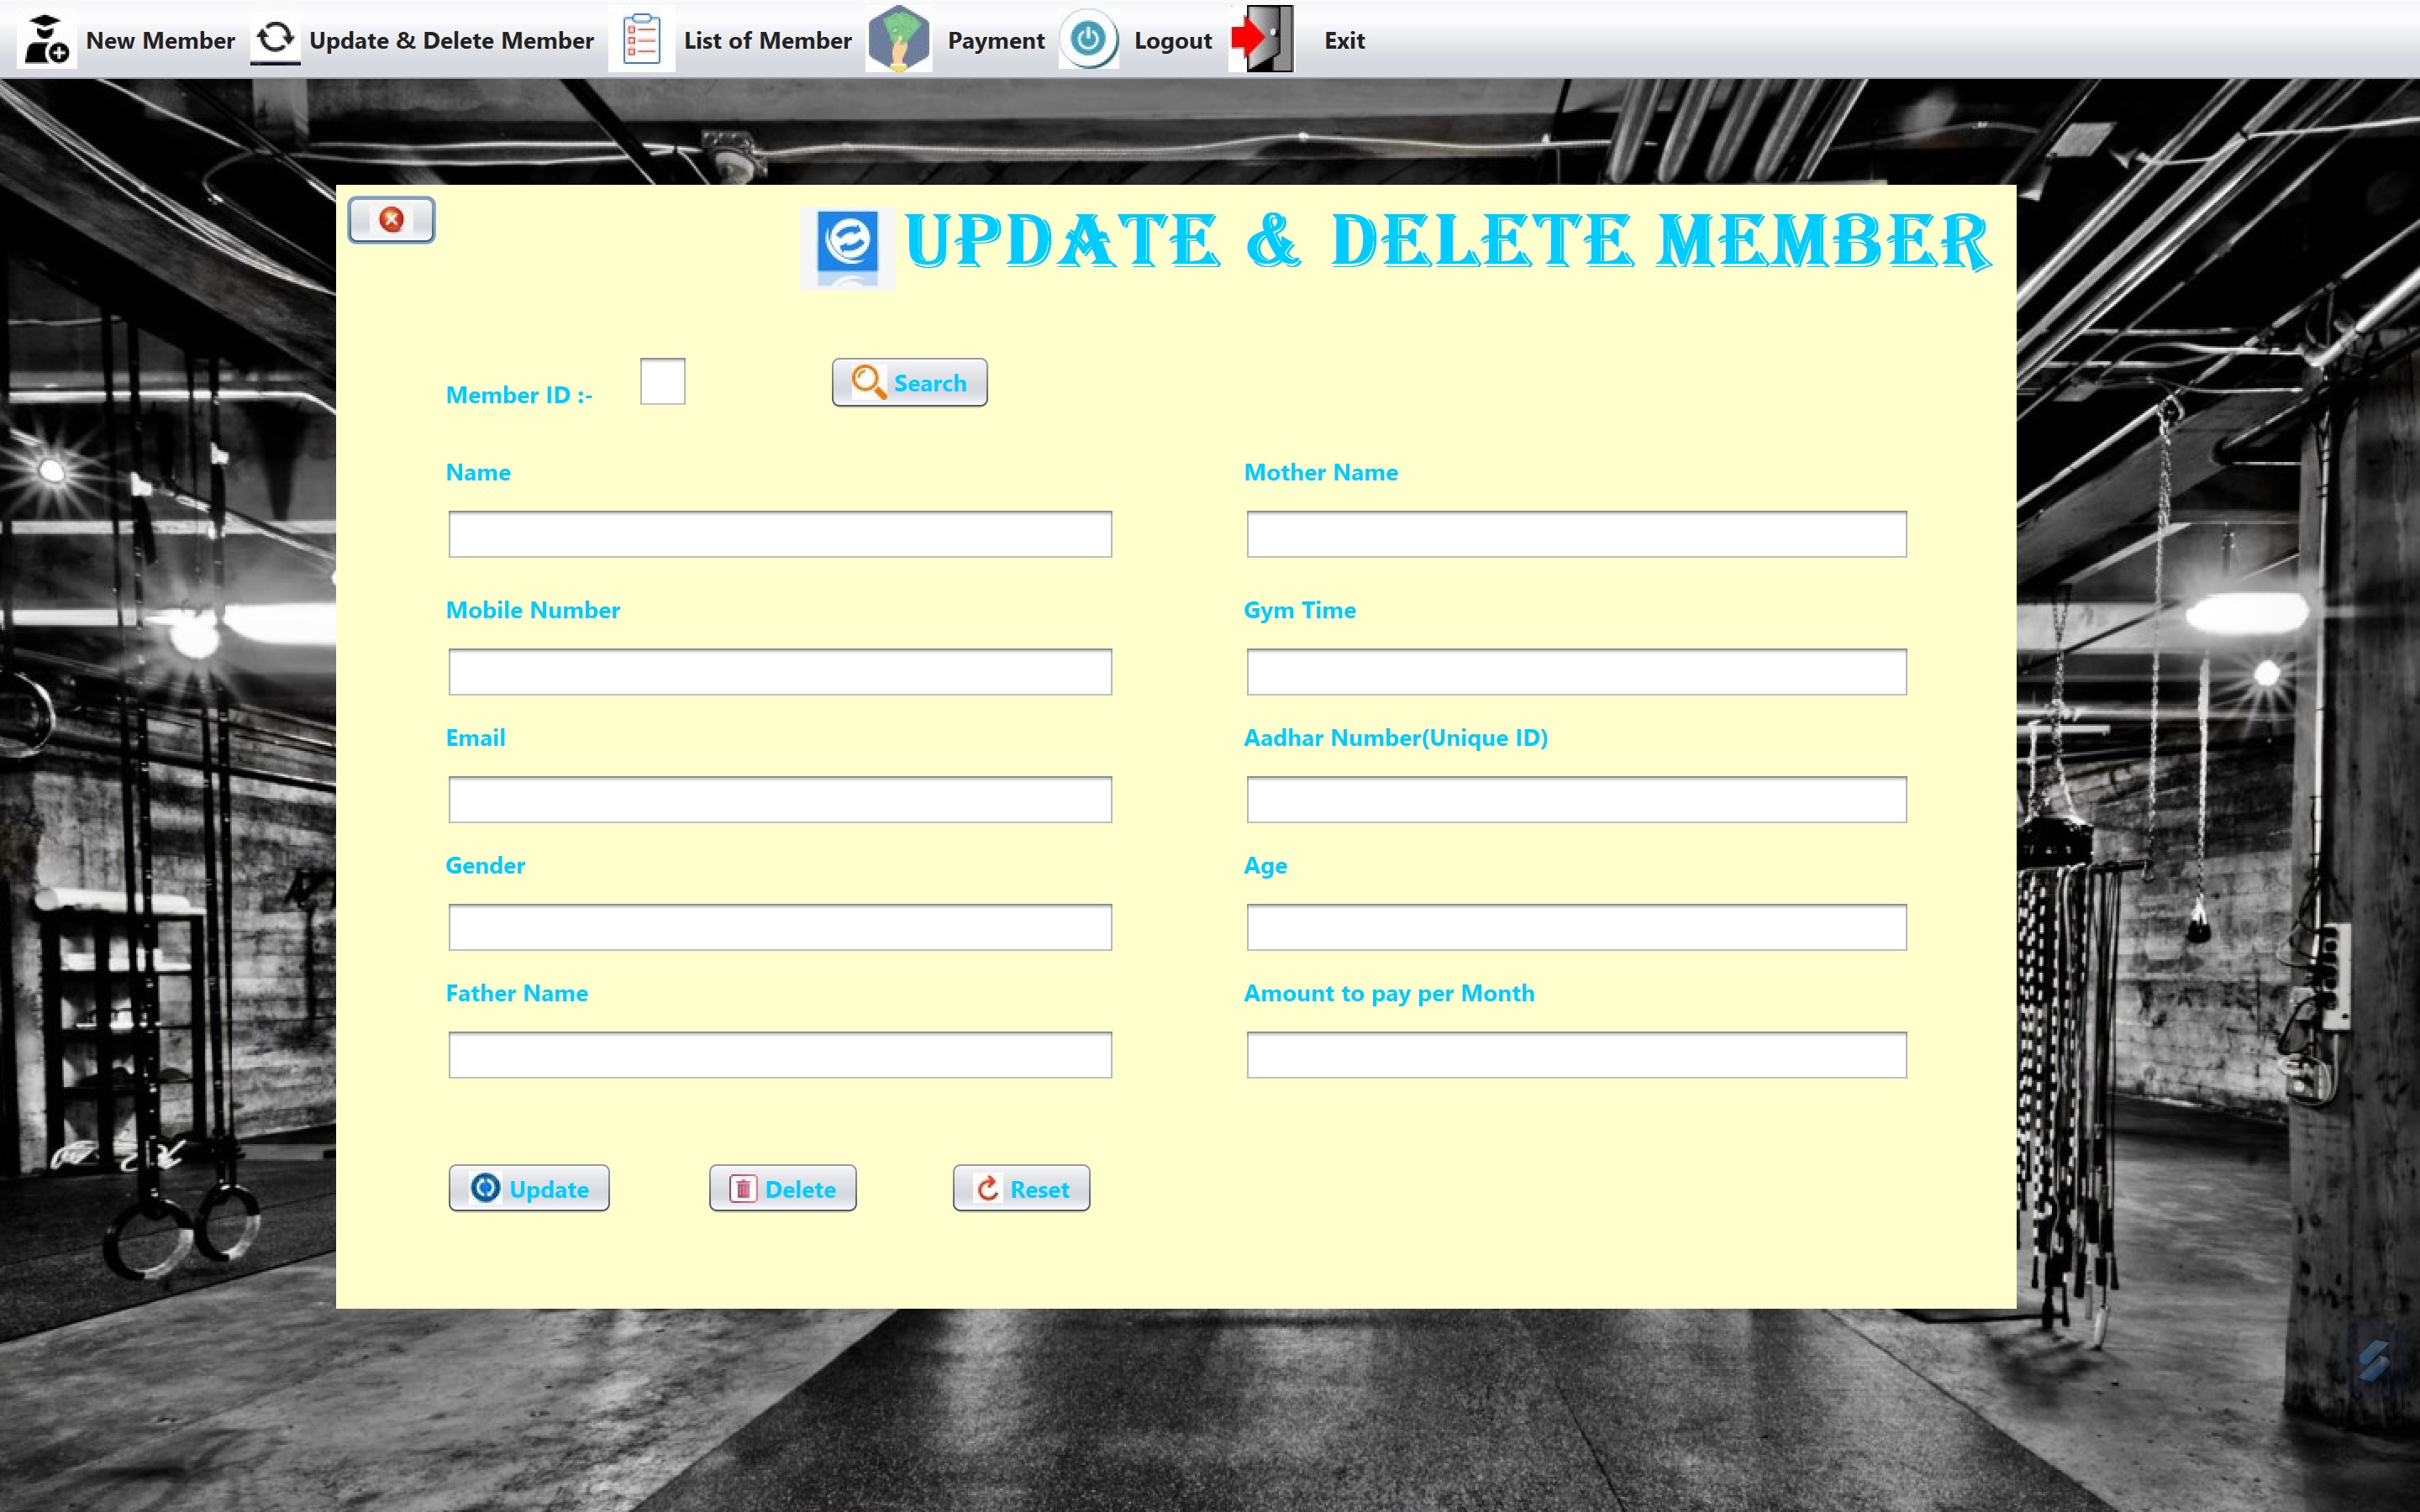 New Member Update & Delete Member List of Member Payment Logout Exit
UPDATE & DELETE MEMBER
Member ID :- Search
Name Mother Name
Mobile Number Gym Time
Email Aadhar Number(Unique ID)
Gender Age
Father Name Amount to pay per Month
Update Delete Reset